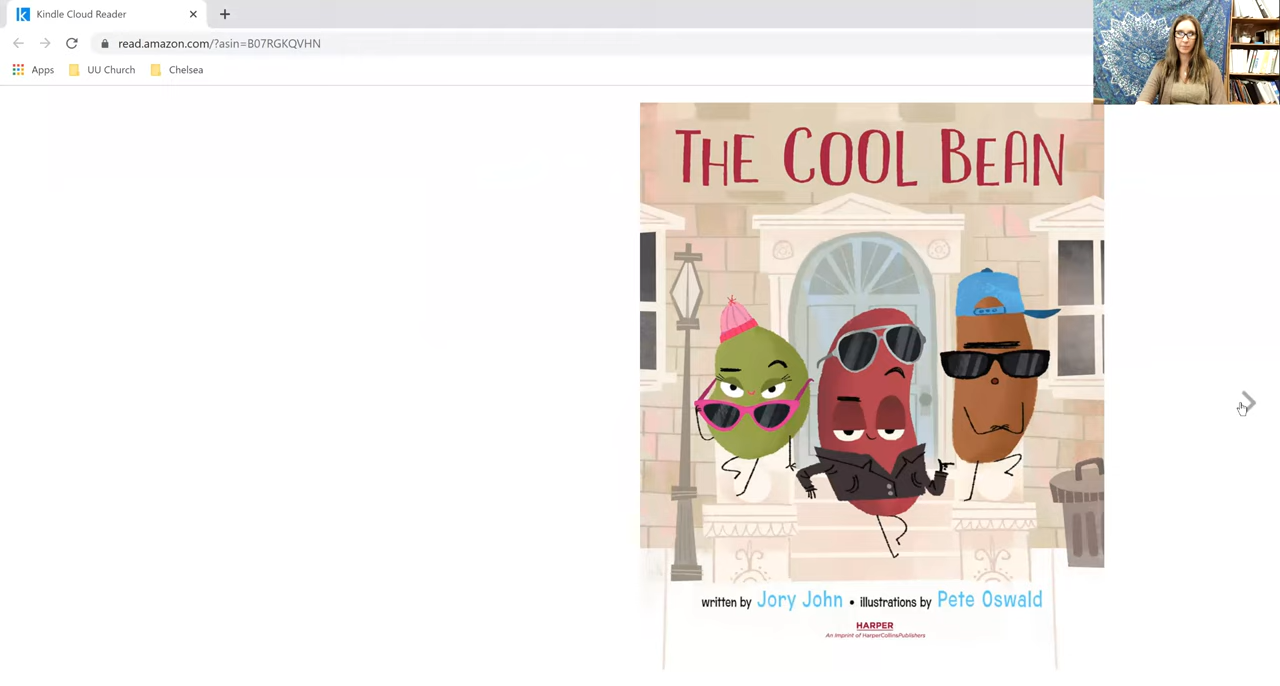 Kindle Cloud Reader
read.amazon.com/?asin=B07RGKQVHN
Apps UU Church Chelsea
THE COOL BEAN
written by Jory John • illustrations by Pete Oswald
HARPER
An Imprint of HarperCollinsPublishers